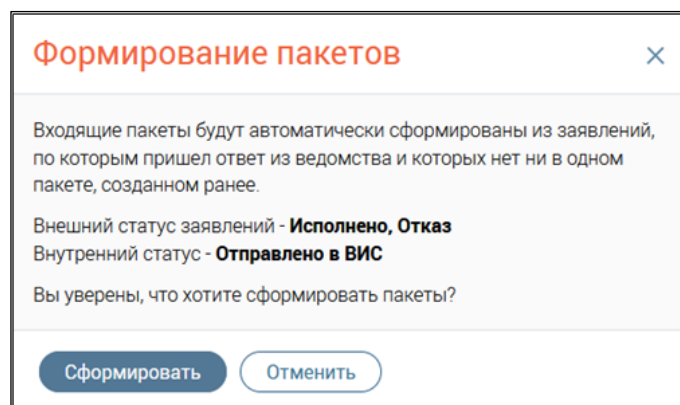 Формирование пакетов
Входящие пакеты будут автоматически сформированы из заявлений,
по которым пришел ответ из ведомства и которых нет ни в одном
пакете, созданном ранее.
Внешний статус заявлений - Исполнено, Отказ
Внутренний статус - Отправлено в ВИС
Вы уверены, что хотите сформировать пакеты?
Сформировать Отменить